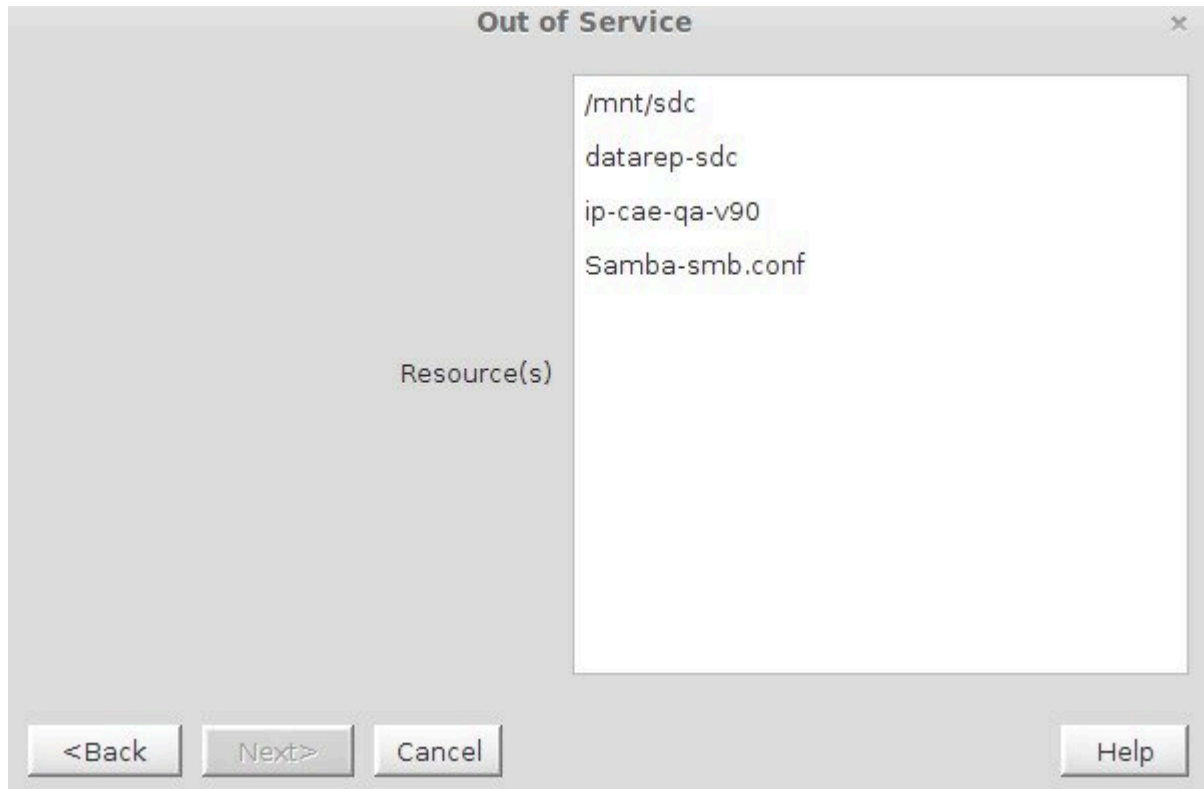 Out of Service
/mnt/sdc
datarep-sdc
ip-cae-qa-v90
Samba-smb.conf
Resource(s)
<Back
Next>
Cancel
Help